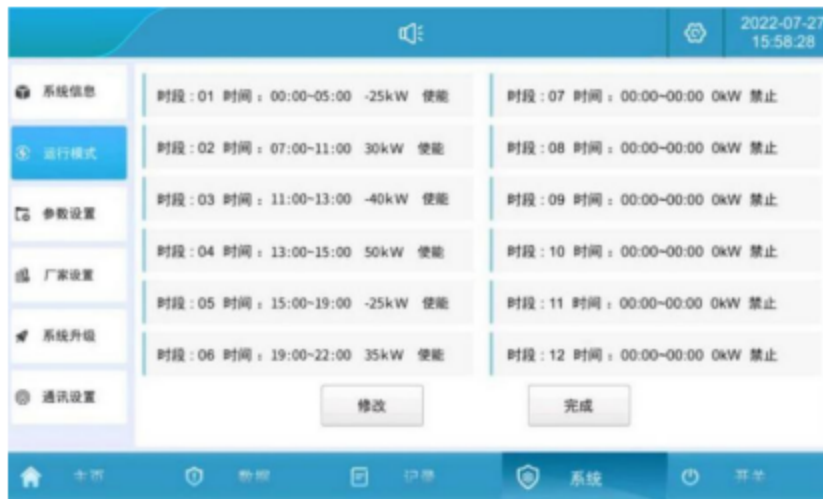 2022-07-27
15:58:28
系统信息
运行模式
参数设置
厂家设置
系统升级
通讯设置
时段：01 时间：00:00~05:00 -25kW 使能
时段：02 时间：07:00~11:00 30kW 使能
时段：03 时间：11:00~13:00 -40kW 使能
时段：04 时间：13:00~15:00 50kW 使能
时段：05 时间：15:00~19:00 -25kW 使能
时段：06 时间：19:00~22:00 35kW 使能
时段：07 时间：00:00~00:00 0kW 禁止
时段：08 时间：00:00~00:00 0kW 禁止
时段：09 时间：00:00~00:00 0kW 禁止
时段：10 时间：00:00~00:00 0kW 禁止
时段：11 时间：00:00~00:00 0kW 禁止
时段：12 时间：00:00~00:00 0kW 禁止
修改
完成
主页
数据
记录
系统
开关